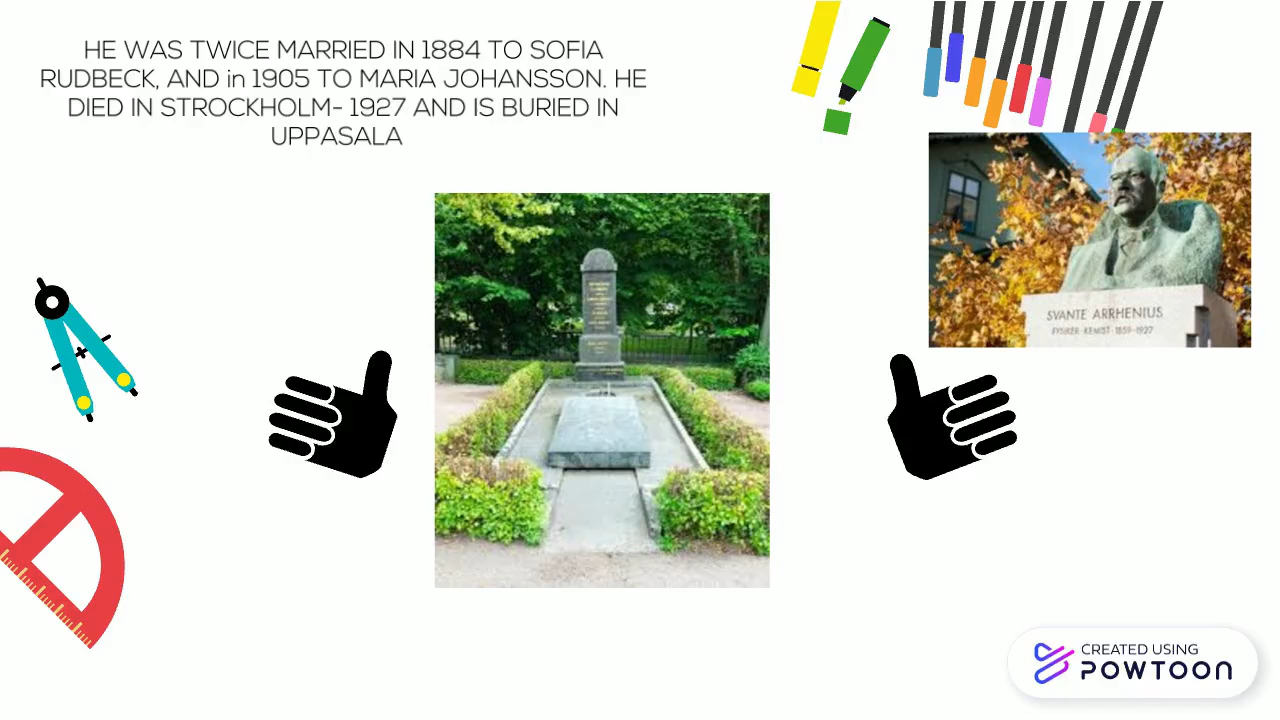 HE WAS TWICE MARRIED IN 1884 TO SOFIA
RUDBECK, AND in 1905 TO MARIA JOHANSSON. HE
DIED IN STROCKHOLM- 1927 AND IS BURIED IN
UPPASALA
SVANTE ARRHENIUS
FYSIKER·KEMIST·1859-1927
CREATED USING
POWTOON